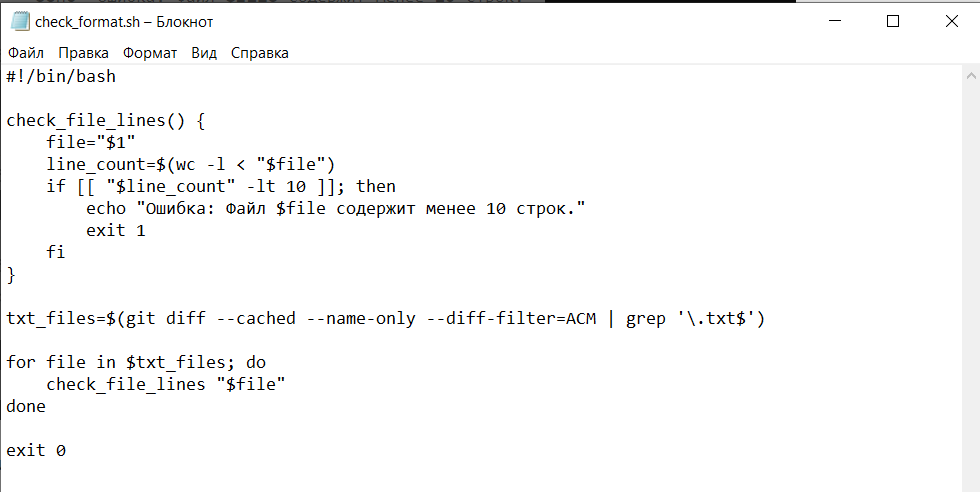 check_format.sh – Блокнот
Файл Правка Формат Вид Справка
#!/bin/bash

check_file_lines() {
    file="$1"
    line_count=$(wc -l < "$file")
    if [[ "$line_count" -lt 10 ]]; then
        echo "Ошибка: Файл $file содержит менее 10 строк."
        exit 1
    fi
}

txt_files=$(git diff --cached --name-only --diff-filter=ACM | grep '\.txt$')

for file in $txt_files; do
    check_file_lines "$file"
done

exit 0